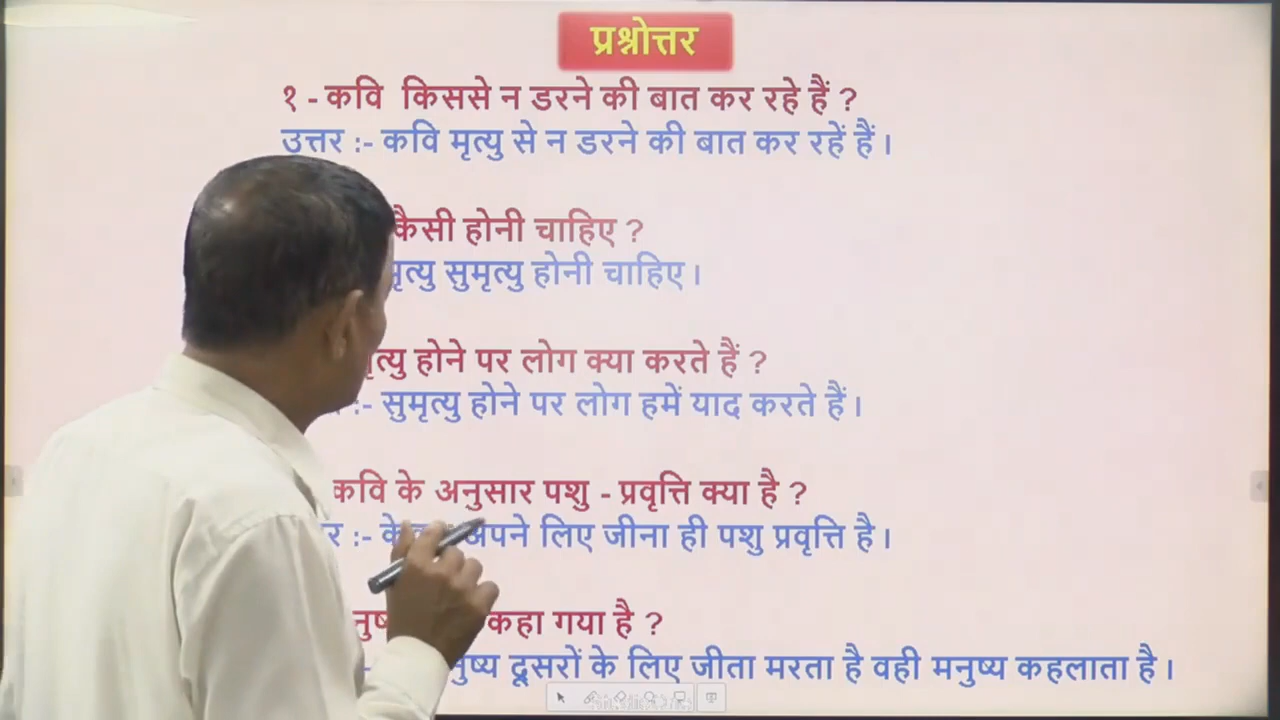 प्रश्नोत्तर
१ - कवि किससे न डरने की बात कर रहे हैं ?
उत्तर :- कवि मृत्यु से न डरने की बात कर रहें हैं ।
कैसी होनी चाहिए ?
मृत्यु सुमृत्यु होनी चाहिए ।
होने पर लोग क्या करते हैं ?
:- सुमृत्यु होने पर लोग हमें याद करते हैं ।
कवि के अनुसार पशु - प्रवृत्ति क्या है ?
:- अपने लिए जीना ही पशु प्रवृत्ति है ।
कहा गया है ?
दूसरों के लिए जीता मरता है वही मनुष्य कहलाता है ।